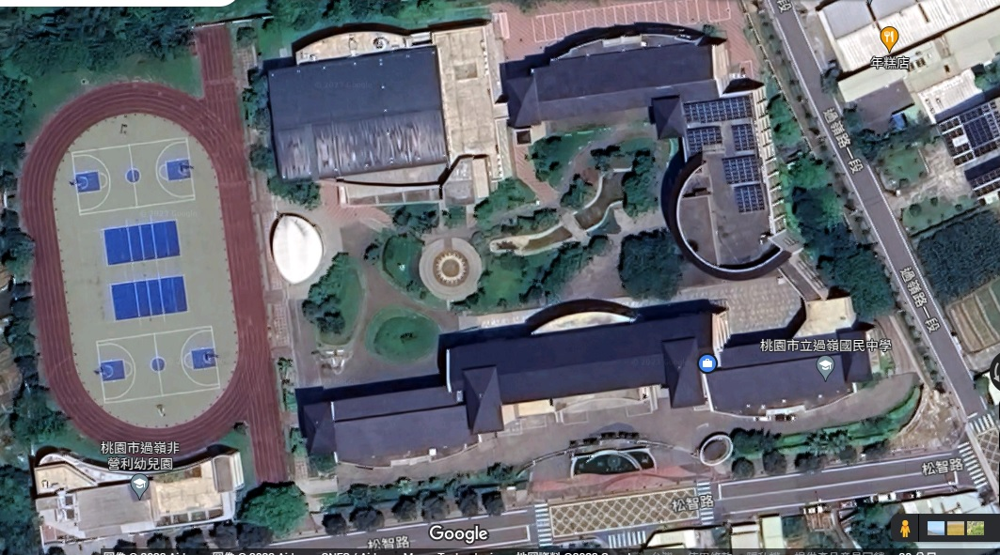 段
年糕店
過嶺路一段
過嶺路一段
桃園市立過嶺國民中學
桃園市過嶺非
營利幼兒園
松智路
松智路
松智路
Google